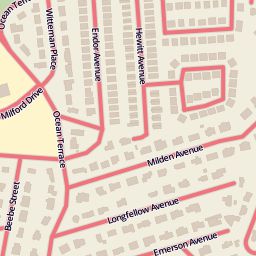 Ocean Terrace
Witteman Place
Endor Avenue
Hewitt Avenue
Milford Drive
Ocean Terrace
Milden Avenue
Beebe Street
Longfellow Avenue
Emerson Avenue